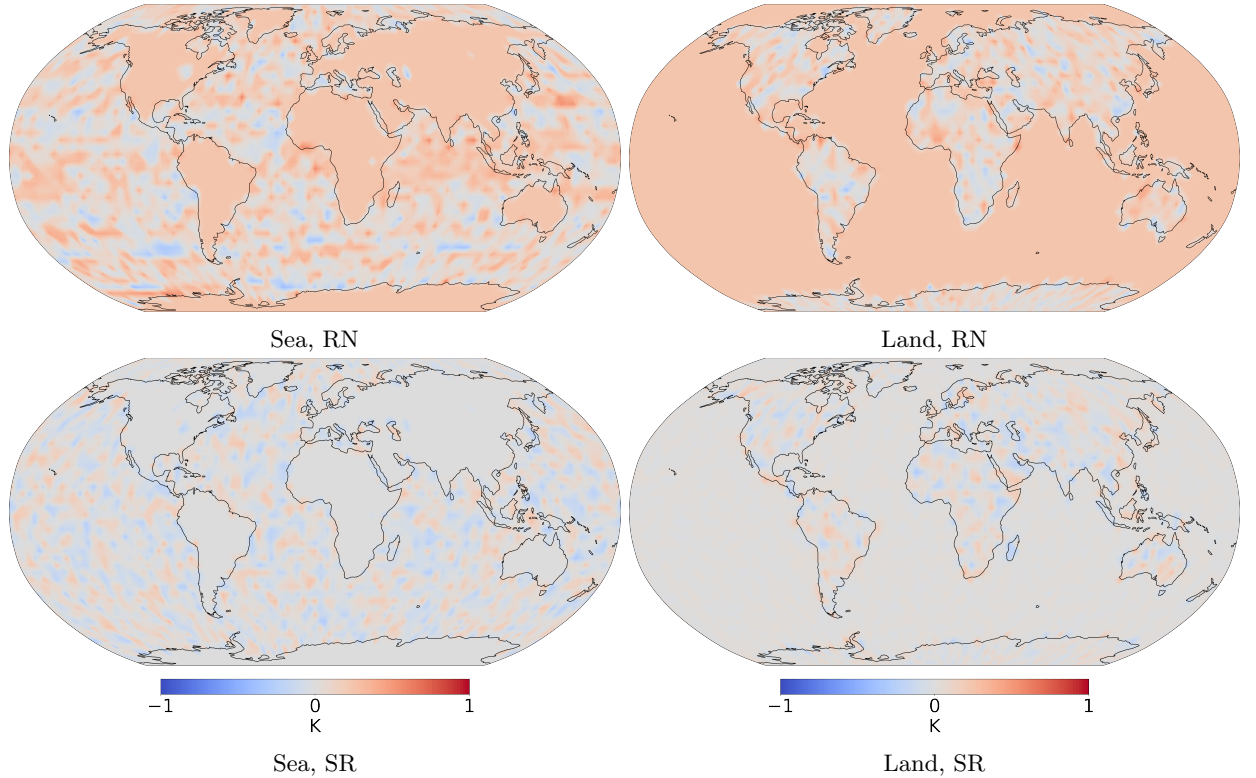 Sea, RN
Land, RN
−1 0 1
K
−1 0 1
K
Sea, SR
Land, SR